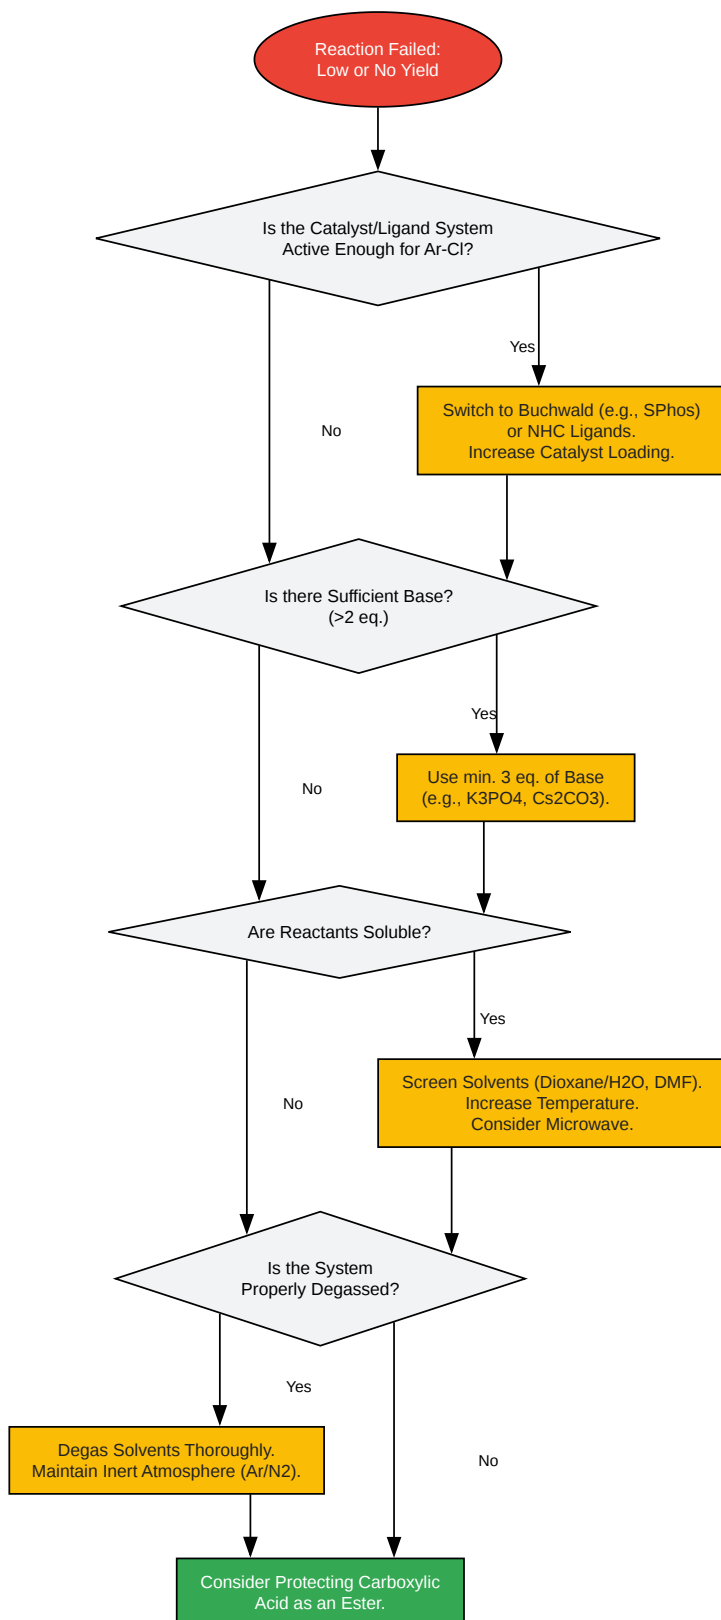 Reaction Failed:
Low or No Yield
Is the Catalyst/Ligand System
Active Enough for Ar-Cl?
Yes
Switch to Buchwald (e.g., SPhos)
or NHC Ligands.
Increase Catalyst Loading.
No
Is there Sufficient Base?
(>2 eq.)
Yes
Use min. 3 eq. of Base
(e.g., K3PO4, Cs2CO3).
No
Are Reactants Soluble?
Yes
Screen Solvents (Dioxane/H2O, DMF).
Increase Temperature.
Consider Microwave.
No
Is the System
Properly Degassed?
Yes
Degas Solvents Thoroughly.
Maintain Inert Atmosphere (Ar/N2).
No
Consider Protecting Carboxylic
Acid as an Ester.